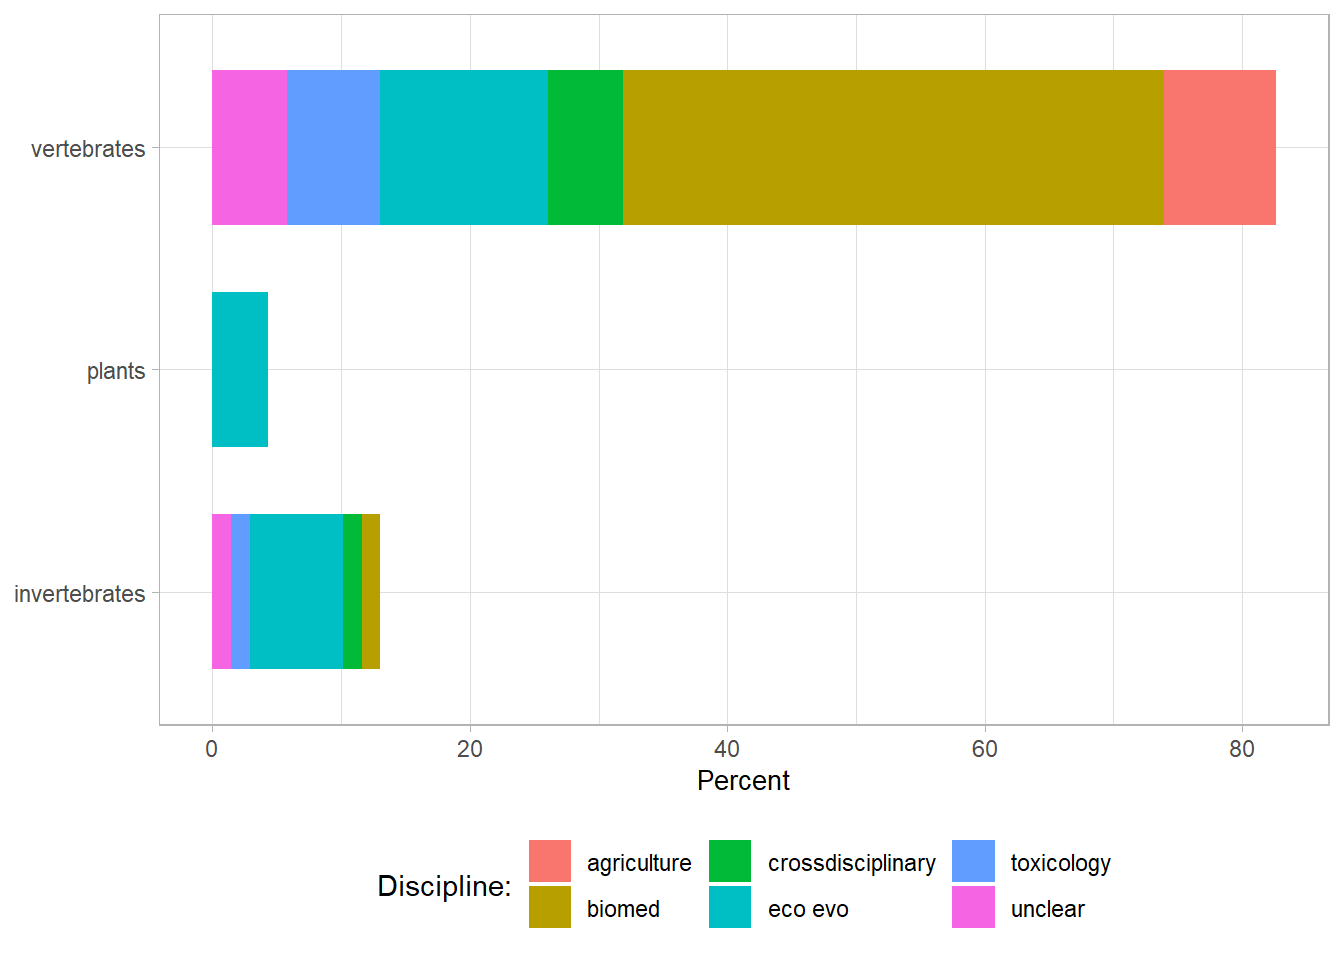 vertebrates
plants
invertebrates
0 20 40 60 80
Percent
Discipline:
agriculture crossdisciplinary toxicology
biomed eco evo unclear